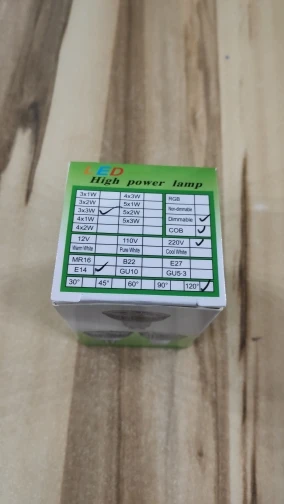 LED
High power lamp
3x1W 4x3W RGB
3x2W 5x1W Non-dimmable
3x3W 5x2W Dimmable
4x1W 5x3W COB
4x2W
12V 110V 220V
Warm White Pure White Cool White
MR16 B22 E27
E14 GU10 GU5·3
30° 45° 60° 90° 120°